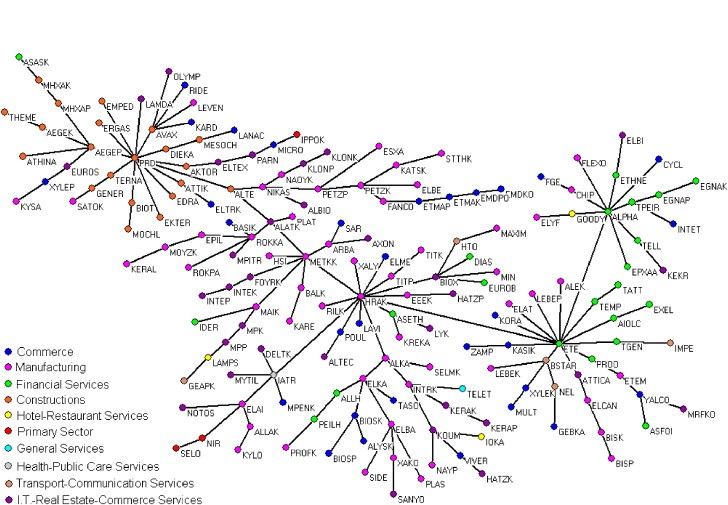 ASASK
OLYMP
MHXAK
RIDE
EMPED
LAMDA
LEVEN
MHXAP
THEME
ERGAS
KARD
AEGEK
AVAX
LANAC
IPPOK
MESOCH
MICRO
DIEKA
PARN
KLONK
ESXA
STTHK
AEGEP
PRD
ELTEX
ATHINA
AKTOR
KLONP
KATSK
EUROS
TERNA
NAOYK
XYLEP
GENER
ATTIK
ALTE
NIKAS
PETZP
PETZK
ELBE
KYSA
SATOK
EDRA
FANCO
ETMAP
ETMAK
EMDPO
EMDKO
BIOT
ELTRK
ALBIO
EKTER
PLAT
MOCHL
BASIK
ALATK
SAR
EPIL
ROKKA
ARBA
AXON
MAXIM
MOYZK
METKK
HTO
TITK
KERAL
MPITR
HSL
XALY
ELME
DIAS
ROKPA
FOYRK
TITP
BIOX
MIN
EUROB
INTEK
INTEP
BALK
HRAK
EEEK
HATZP
MAIK
RILK
IDER
KARE
ASETH
MPK
POUL
LAVI
LYK
KREKA
MPP
DELTK
ALTEC
LAMPS
ALKA
SELMK
GEAPK
MYTIL
IATR
ELKA
INTRK
TELET
NOTOS
MPENK
ALLH
TASO
ELAI
PEILH
BIOSK
KERAK
ALLAK
ELBA
KERAP
NIR
KOUM
IOKA
SELO
KYLO
PROFK
BIOSP
ALYSK
XAKO
VIVER
SIDE
NAYP
PLAS
HATZK
SANYO
ELBI
FLEXO
CYCL
ETHNE
FGE
CHIP
EGNAK
EGNAP
TPEIR
ELYF
GOODY
ALPHA
INTET
TELL
EPXAA
KEKR
ALEK
LEBEP
TATT
ELAT
TEMP
EXEL
KORA
AIOLC
ZAMP
KASIK
ETE
TGEN
IMPE
BSTAR
PROD
LEBEK
ATTICA
ETEM
XYLEK
NEL
YALCO
MULT
ELCAN
MRFKO
GEBKA
ASFOI
BISK
BISP
Commerce
Manufacturing
Financial Services
Constructions
Hotel-Restaurant Services
Primary Sector
General Services
Health-Public Care Services
Transport-Communication Services
I.T.-Real Estate-Commerce Services